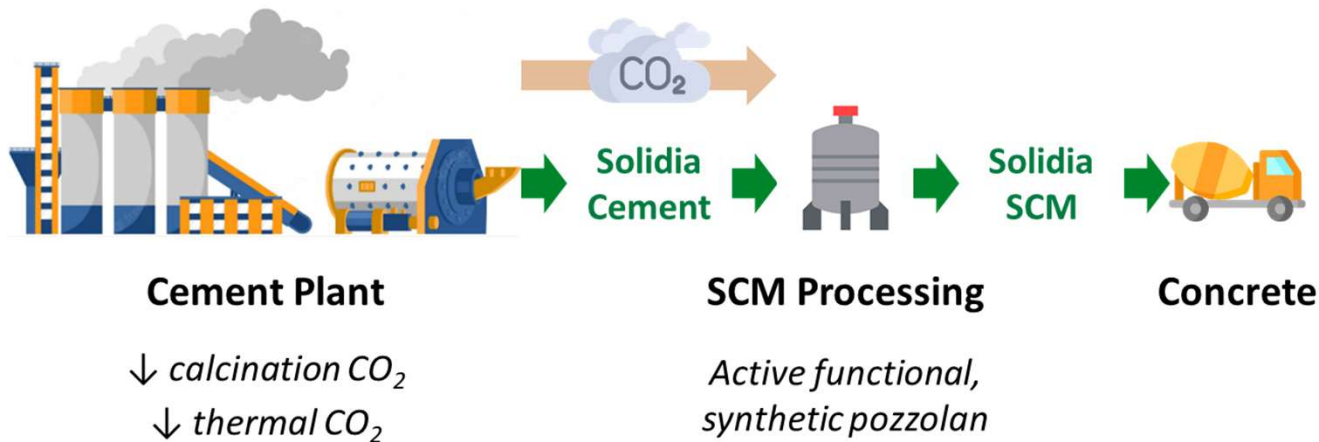 CO₂
Solidia
Cement
Solidia
SCM
Cement Plant
SCM Processing
Concrete
↓ calcination CO₂
↓ thermal CO₂
Active functional,
synthetic pozzolan